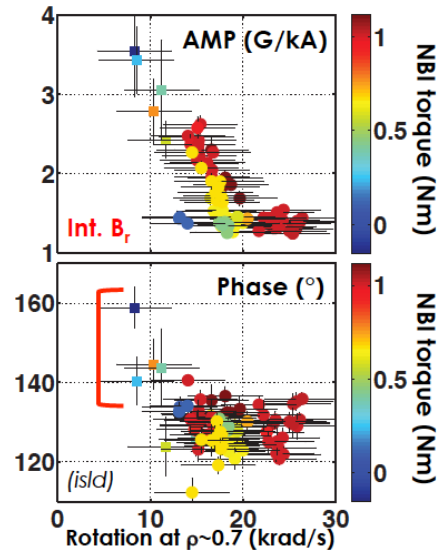 AMP (G/kA)
4
3
2
1
Int. Bᵣ
NBI torque (Nm)
1
0.5
0
Phase (°)
160
140
120
(isld)
NBI torque (Nm)
1
0.5
0
0
10
20
30
Rotation at ρ~0.7 (krad/s)